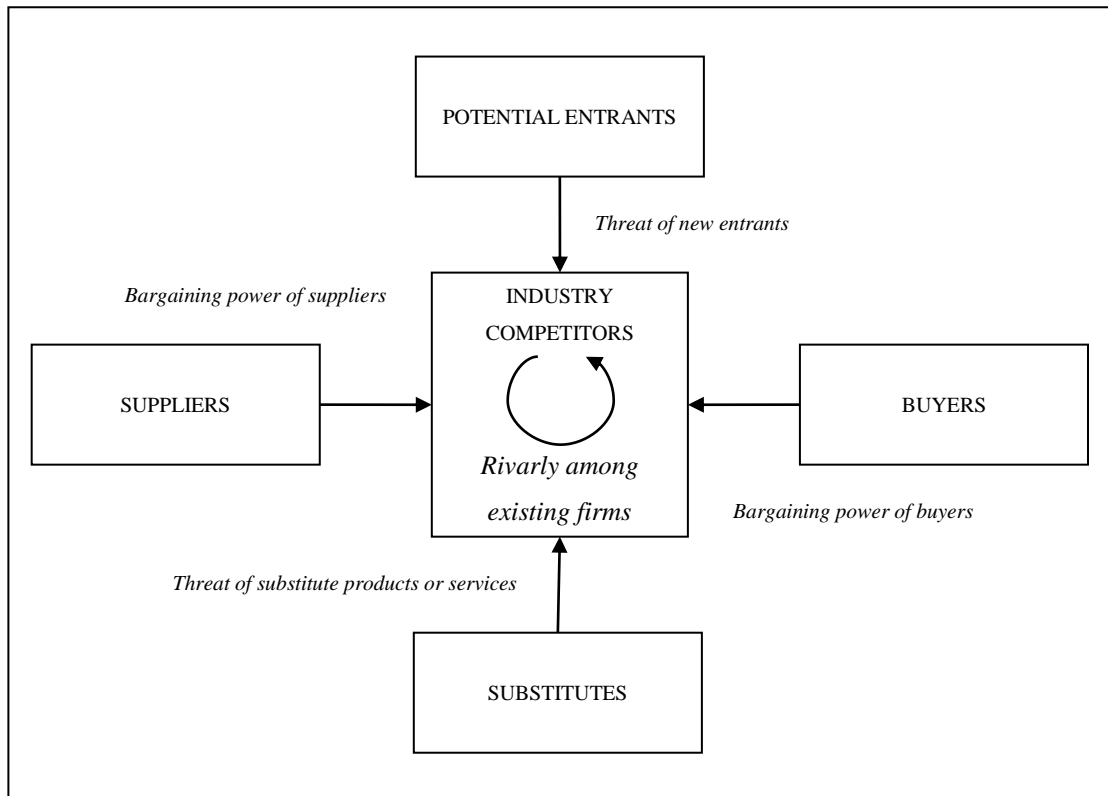 POTENTIAL ENTRANTS
Threat of new entrants
Bargaining power of suppliers
INDUSTRY
COMPETITORS
SUPPLIERS
BUYERS
Rivarly among
existing firms
Bargaining power of buyers
Threat of substitute products or services
SUBSTITUTES